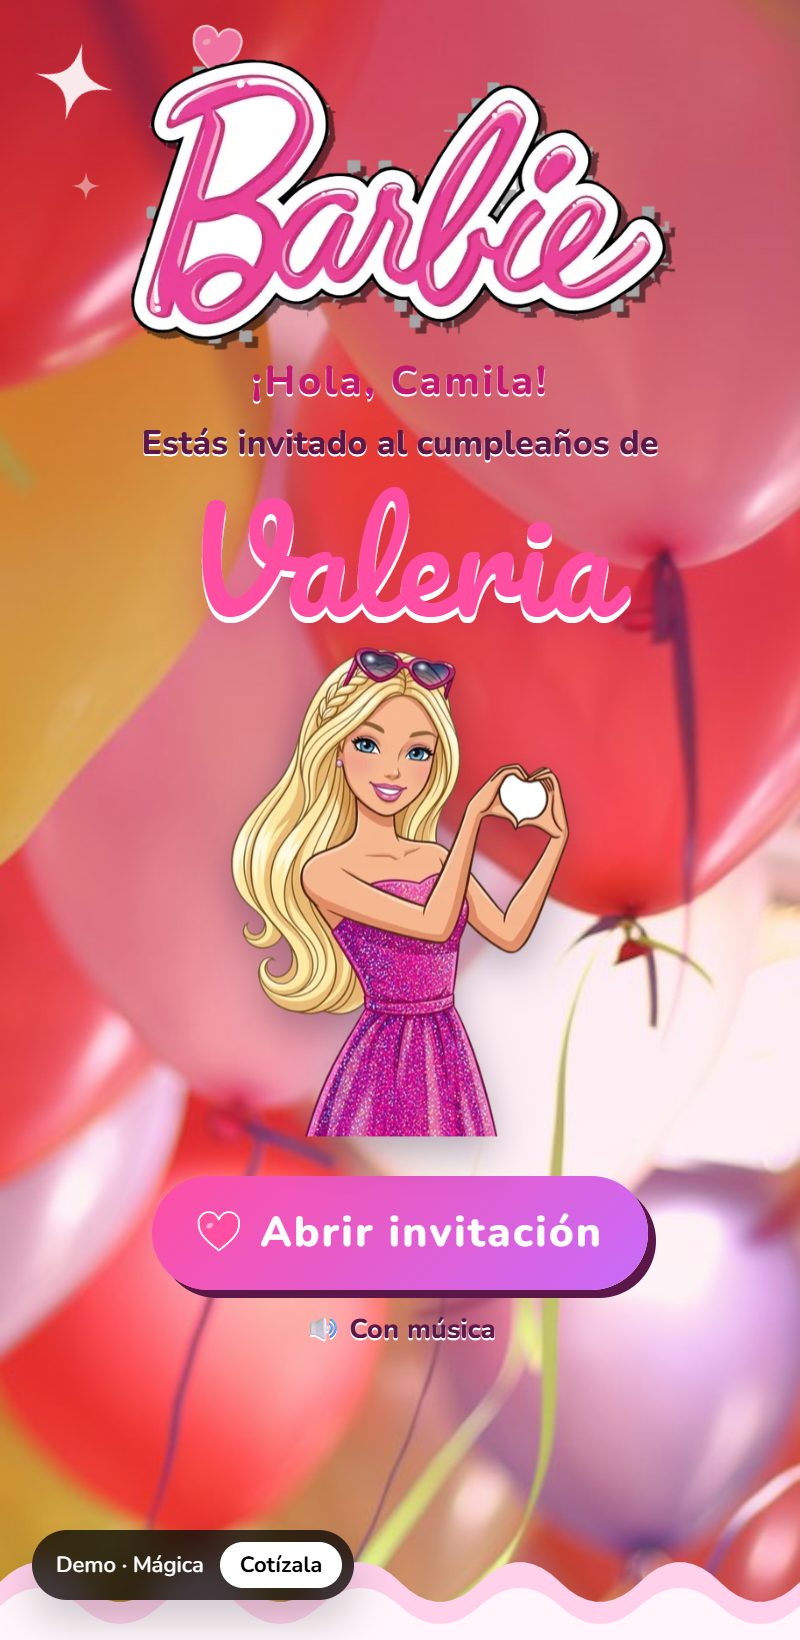 Barbie
¡Hola, Camila!
Estás invitado al cumpleaños de
Valeria
Abrir invitación
🔊 Con música
Demo · Mágica Cotízala